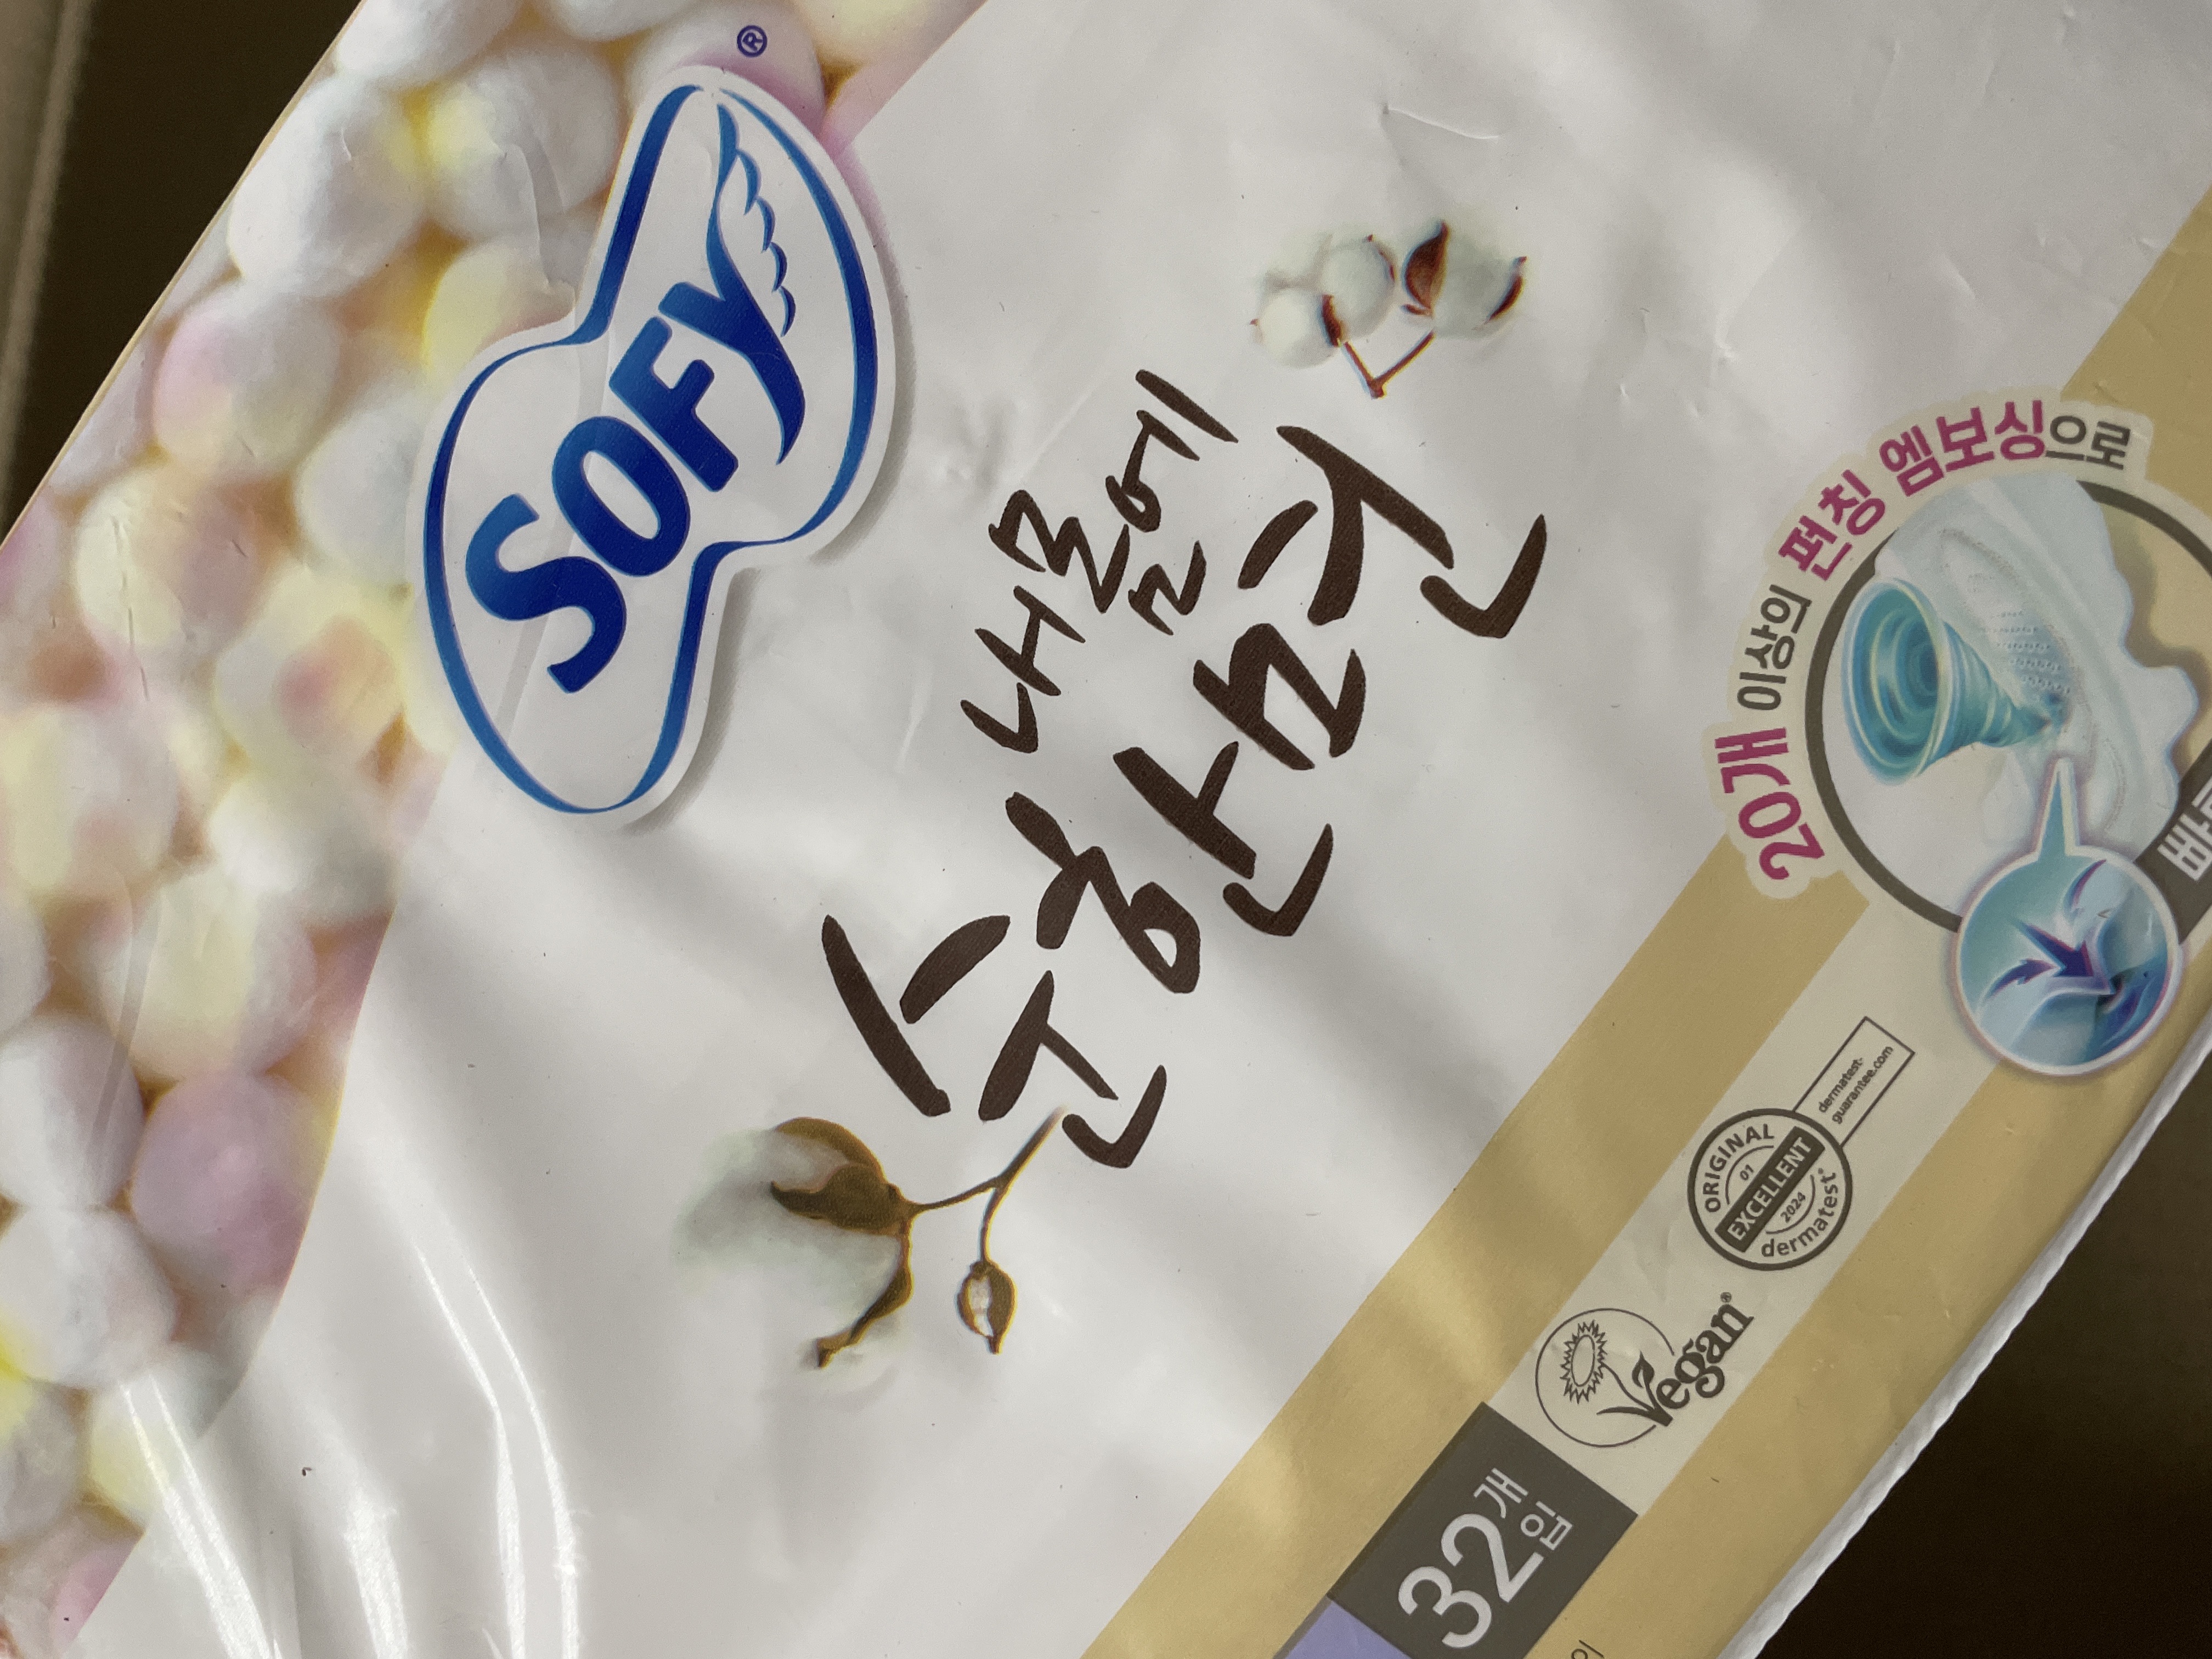 SOFY®
내 몸에
순한면
20개 이상의 펀칭 엠보싱으로
dermatest-
guarantee.com
ORIGINAL
01
EXCELLENT
2024
dermatest®
Vegan®
32개입